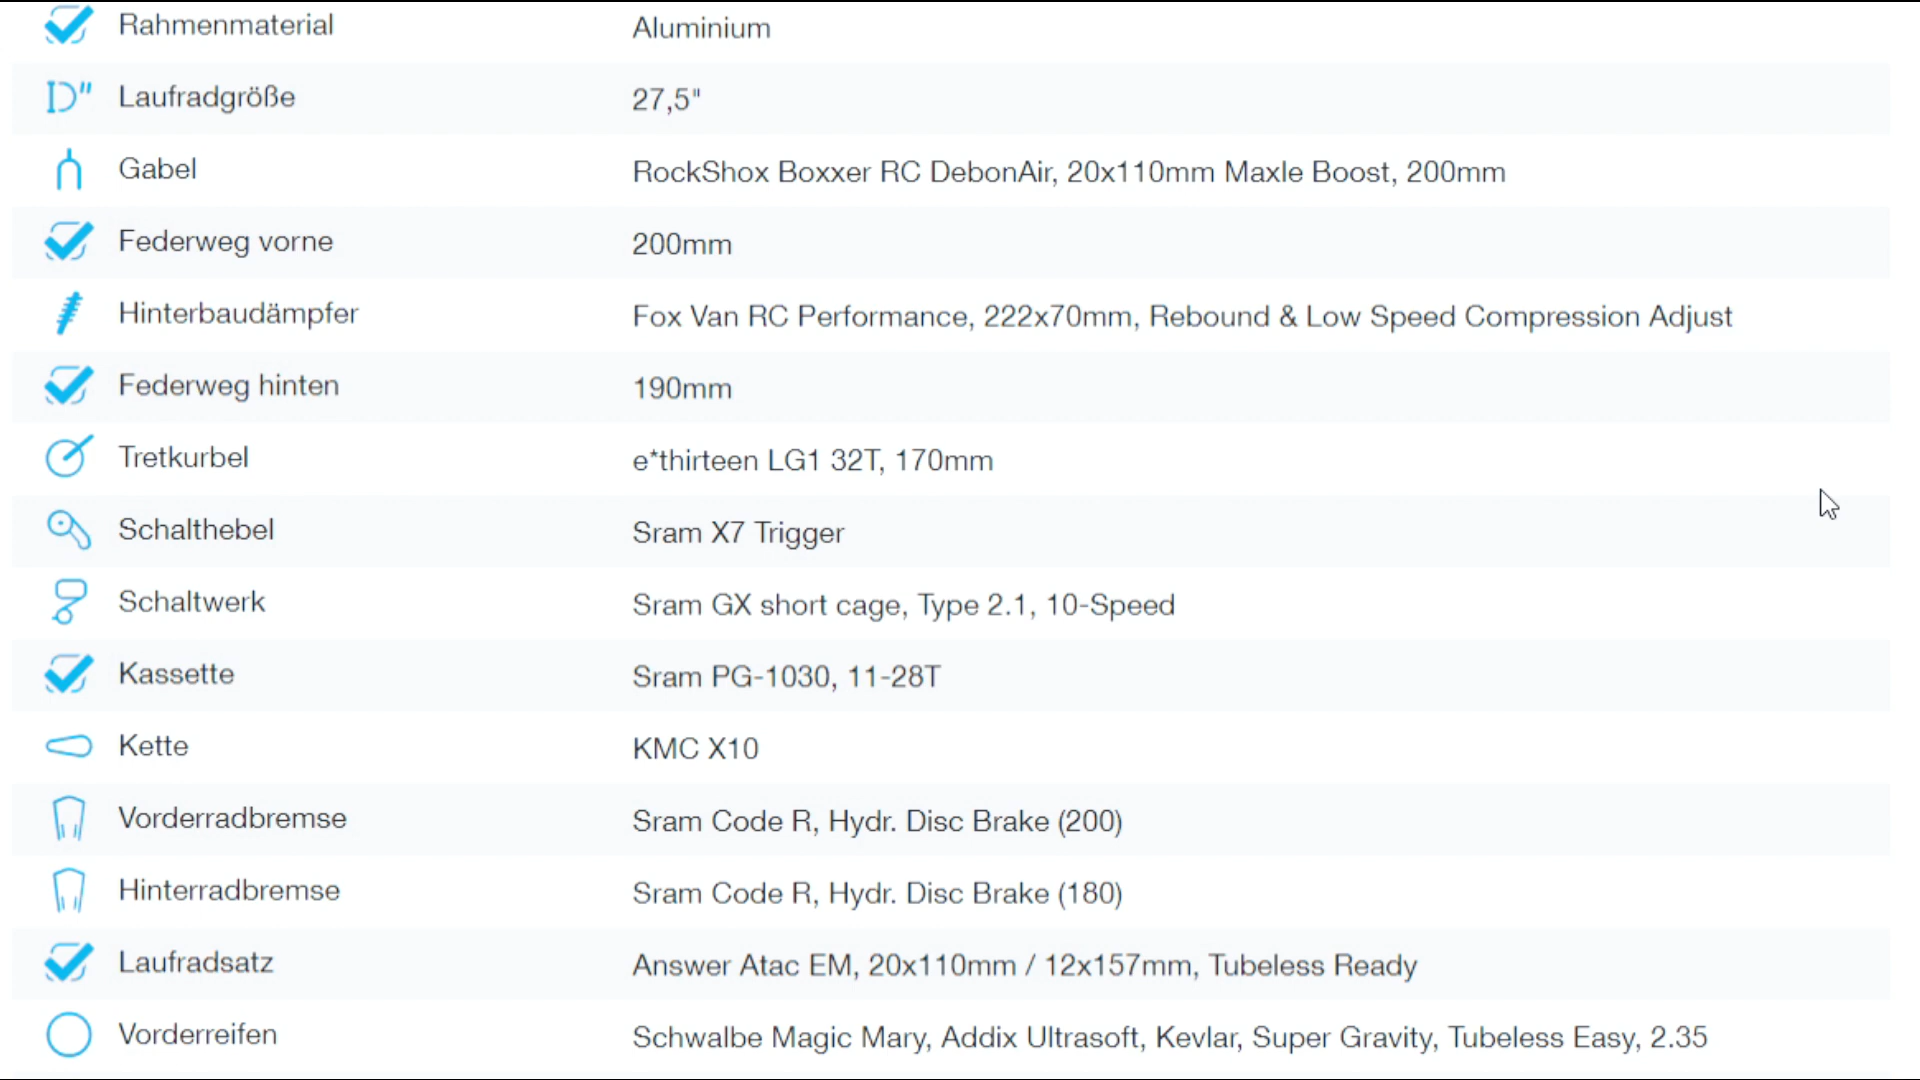 Rahmenmaterial Aluminium
Laufradgröße 27,5"
Gabel RockShox Boxxer RC DebonAir, 20x110mm Maxle Boost, 200mm
Federweg vorne 200mm
Hinterbaudämpfer Fox Van RC Performance, 222x70mm, Rebound & Low Speed Compression Adjust
Federweg hinten 190mm
Tretkurbel e*thirteen LG1 32T, 170mm
Schalthebel Sram X7 Trigger
Schaltwerk Sram GX short cage, Type 2.1, 10-Speed
Kassette Sram PG-1030, 11-28T
Kette KMC X10
Vorderradbremse Sram Code R, Hydr. Disc Brake (200)
Hinterradbremse Sram Code R, Hydr. Disc Brake (180)
Laufradsatz Answer Atac EM, 20x110mm / 12x157mm, Tubeless Ready
Vorderreifen Schwalbe Magic Mary, Addix Ultrasoft, Kevlar, Super Gravity, Tubeless Easy, 2.35